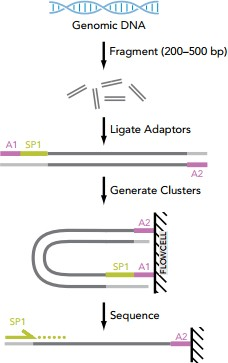 Genomic DNA
Fragment (200–500 bp)
Ligate Adaptors
A1 SP1
A2
Generate Clusters
A2
SP1 A1
FLOWCELL
Sequence
SP1
A2